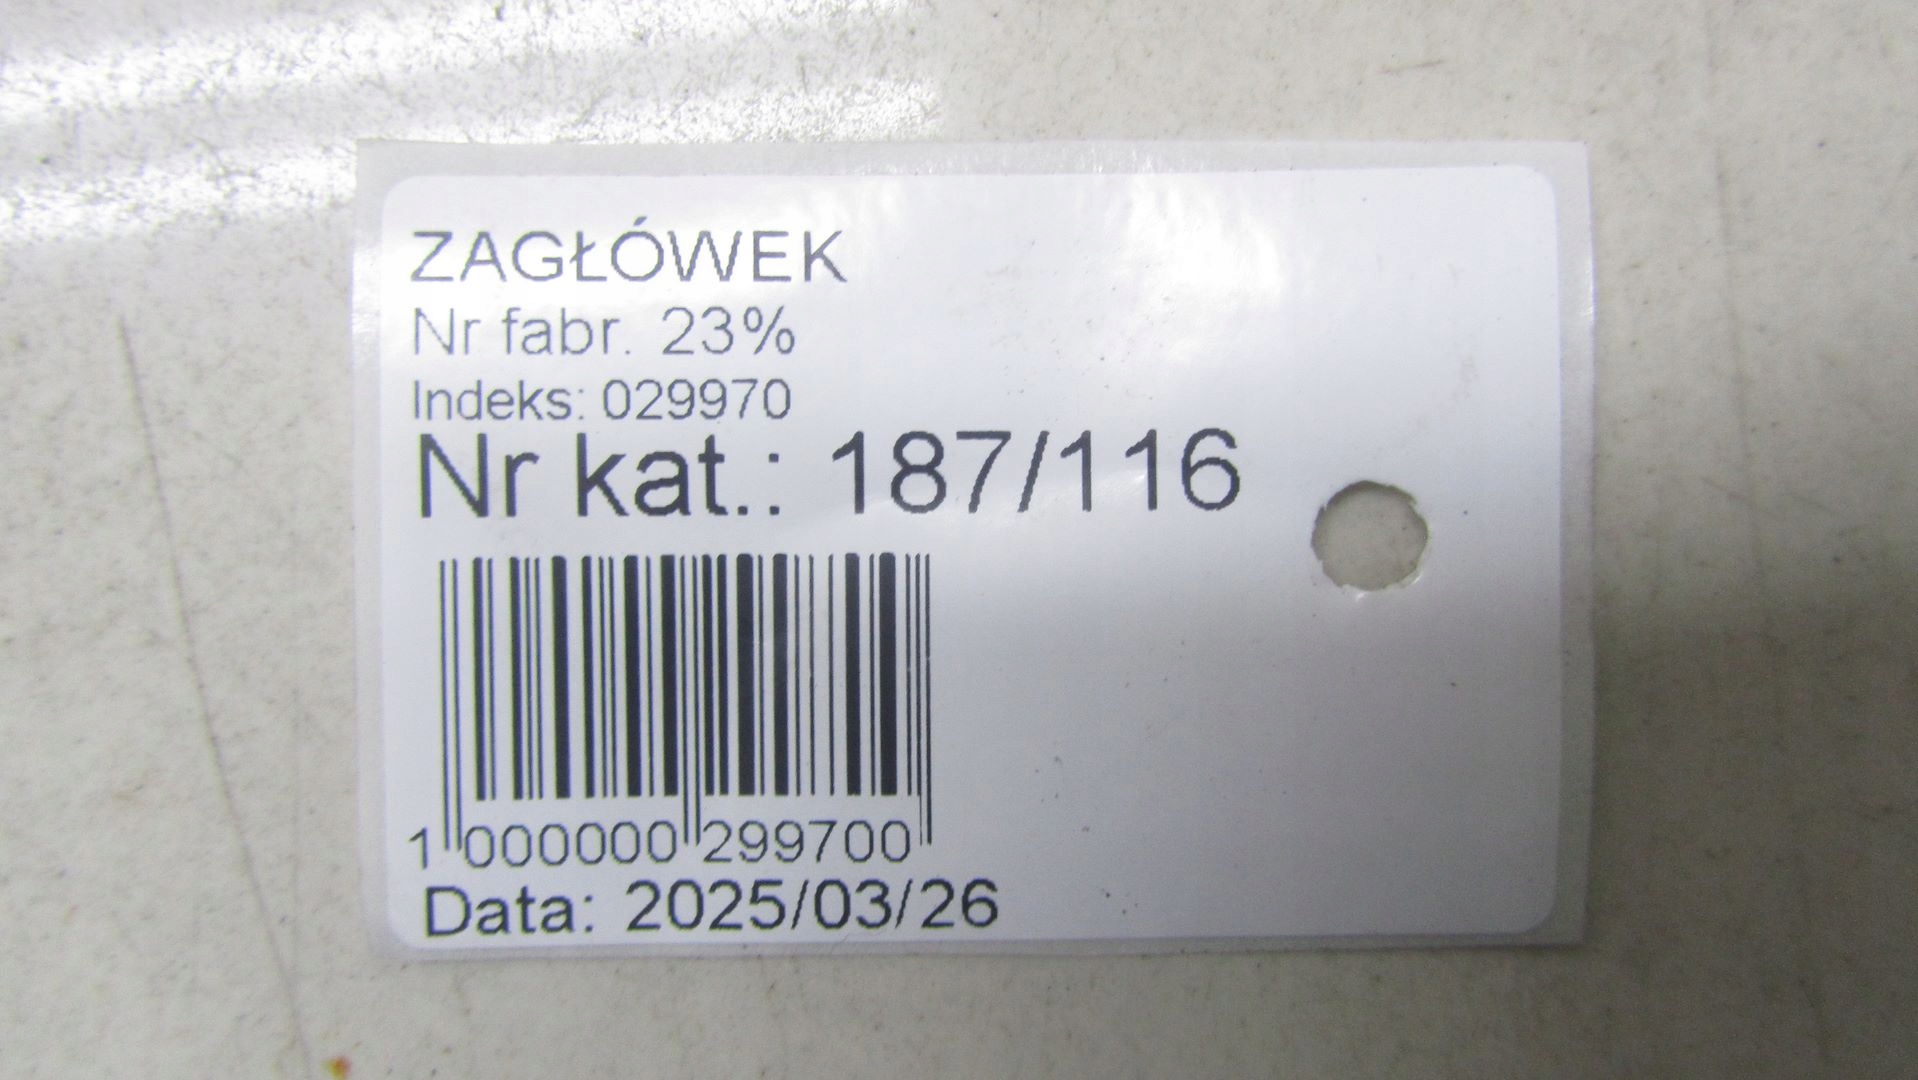 ZAGŁÓWEK
Nr fabr. 23%
Indeks: 029970
Nr kat.: 187/116
1 000000 299700
Data: 2025/03/26